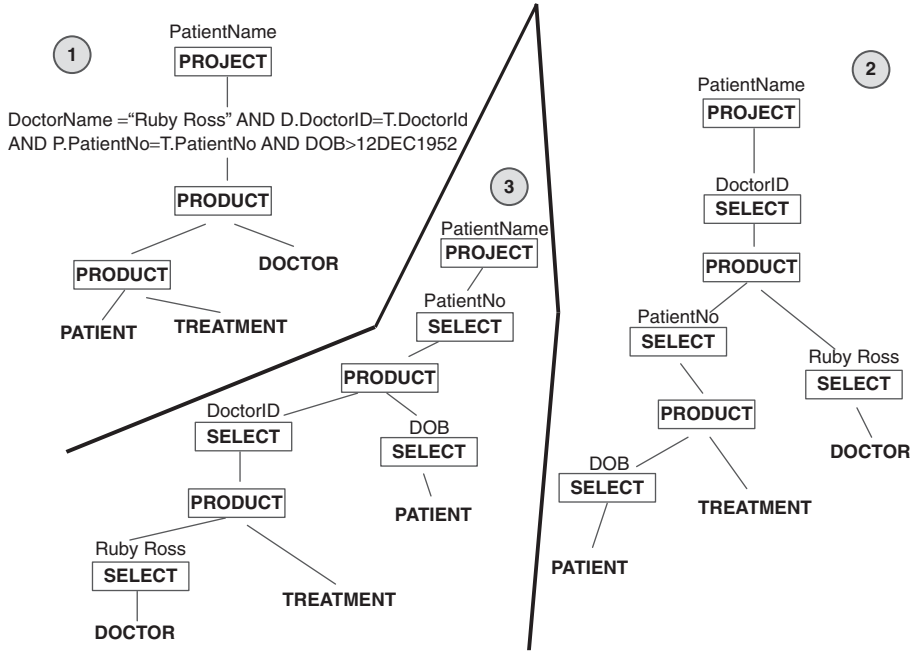 1
PatientName
PROJECT
DoctorName =“Ruby Ross” AND D.DoctorID=T.DoctorId
AND P.PatientNo=T.PatientNo AND DOB>12DEC1952
PRODUCT
PRODUCT
DOCTOR
PATIENT
TREATMENT
2
PatientName
PROJECT
DoctorID
SELECT
PRODUCT
PatientNo
SELECT
Ruby Ross
SELECT
PRODUCT
DOCTOR
DOB
SELECT
TREATMENT
PATIENT
3
PatientName
PROJECT
PatientNo
SELECT
PRODUCT
DoctorID
SELECT
DOB
SELECT
PRODUCT
PATIENT
Ruby Ross
SELECT
TREATMENT
DOCTOR